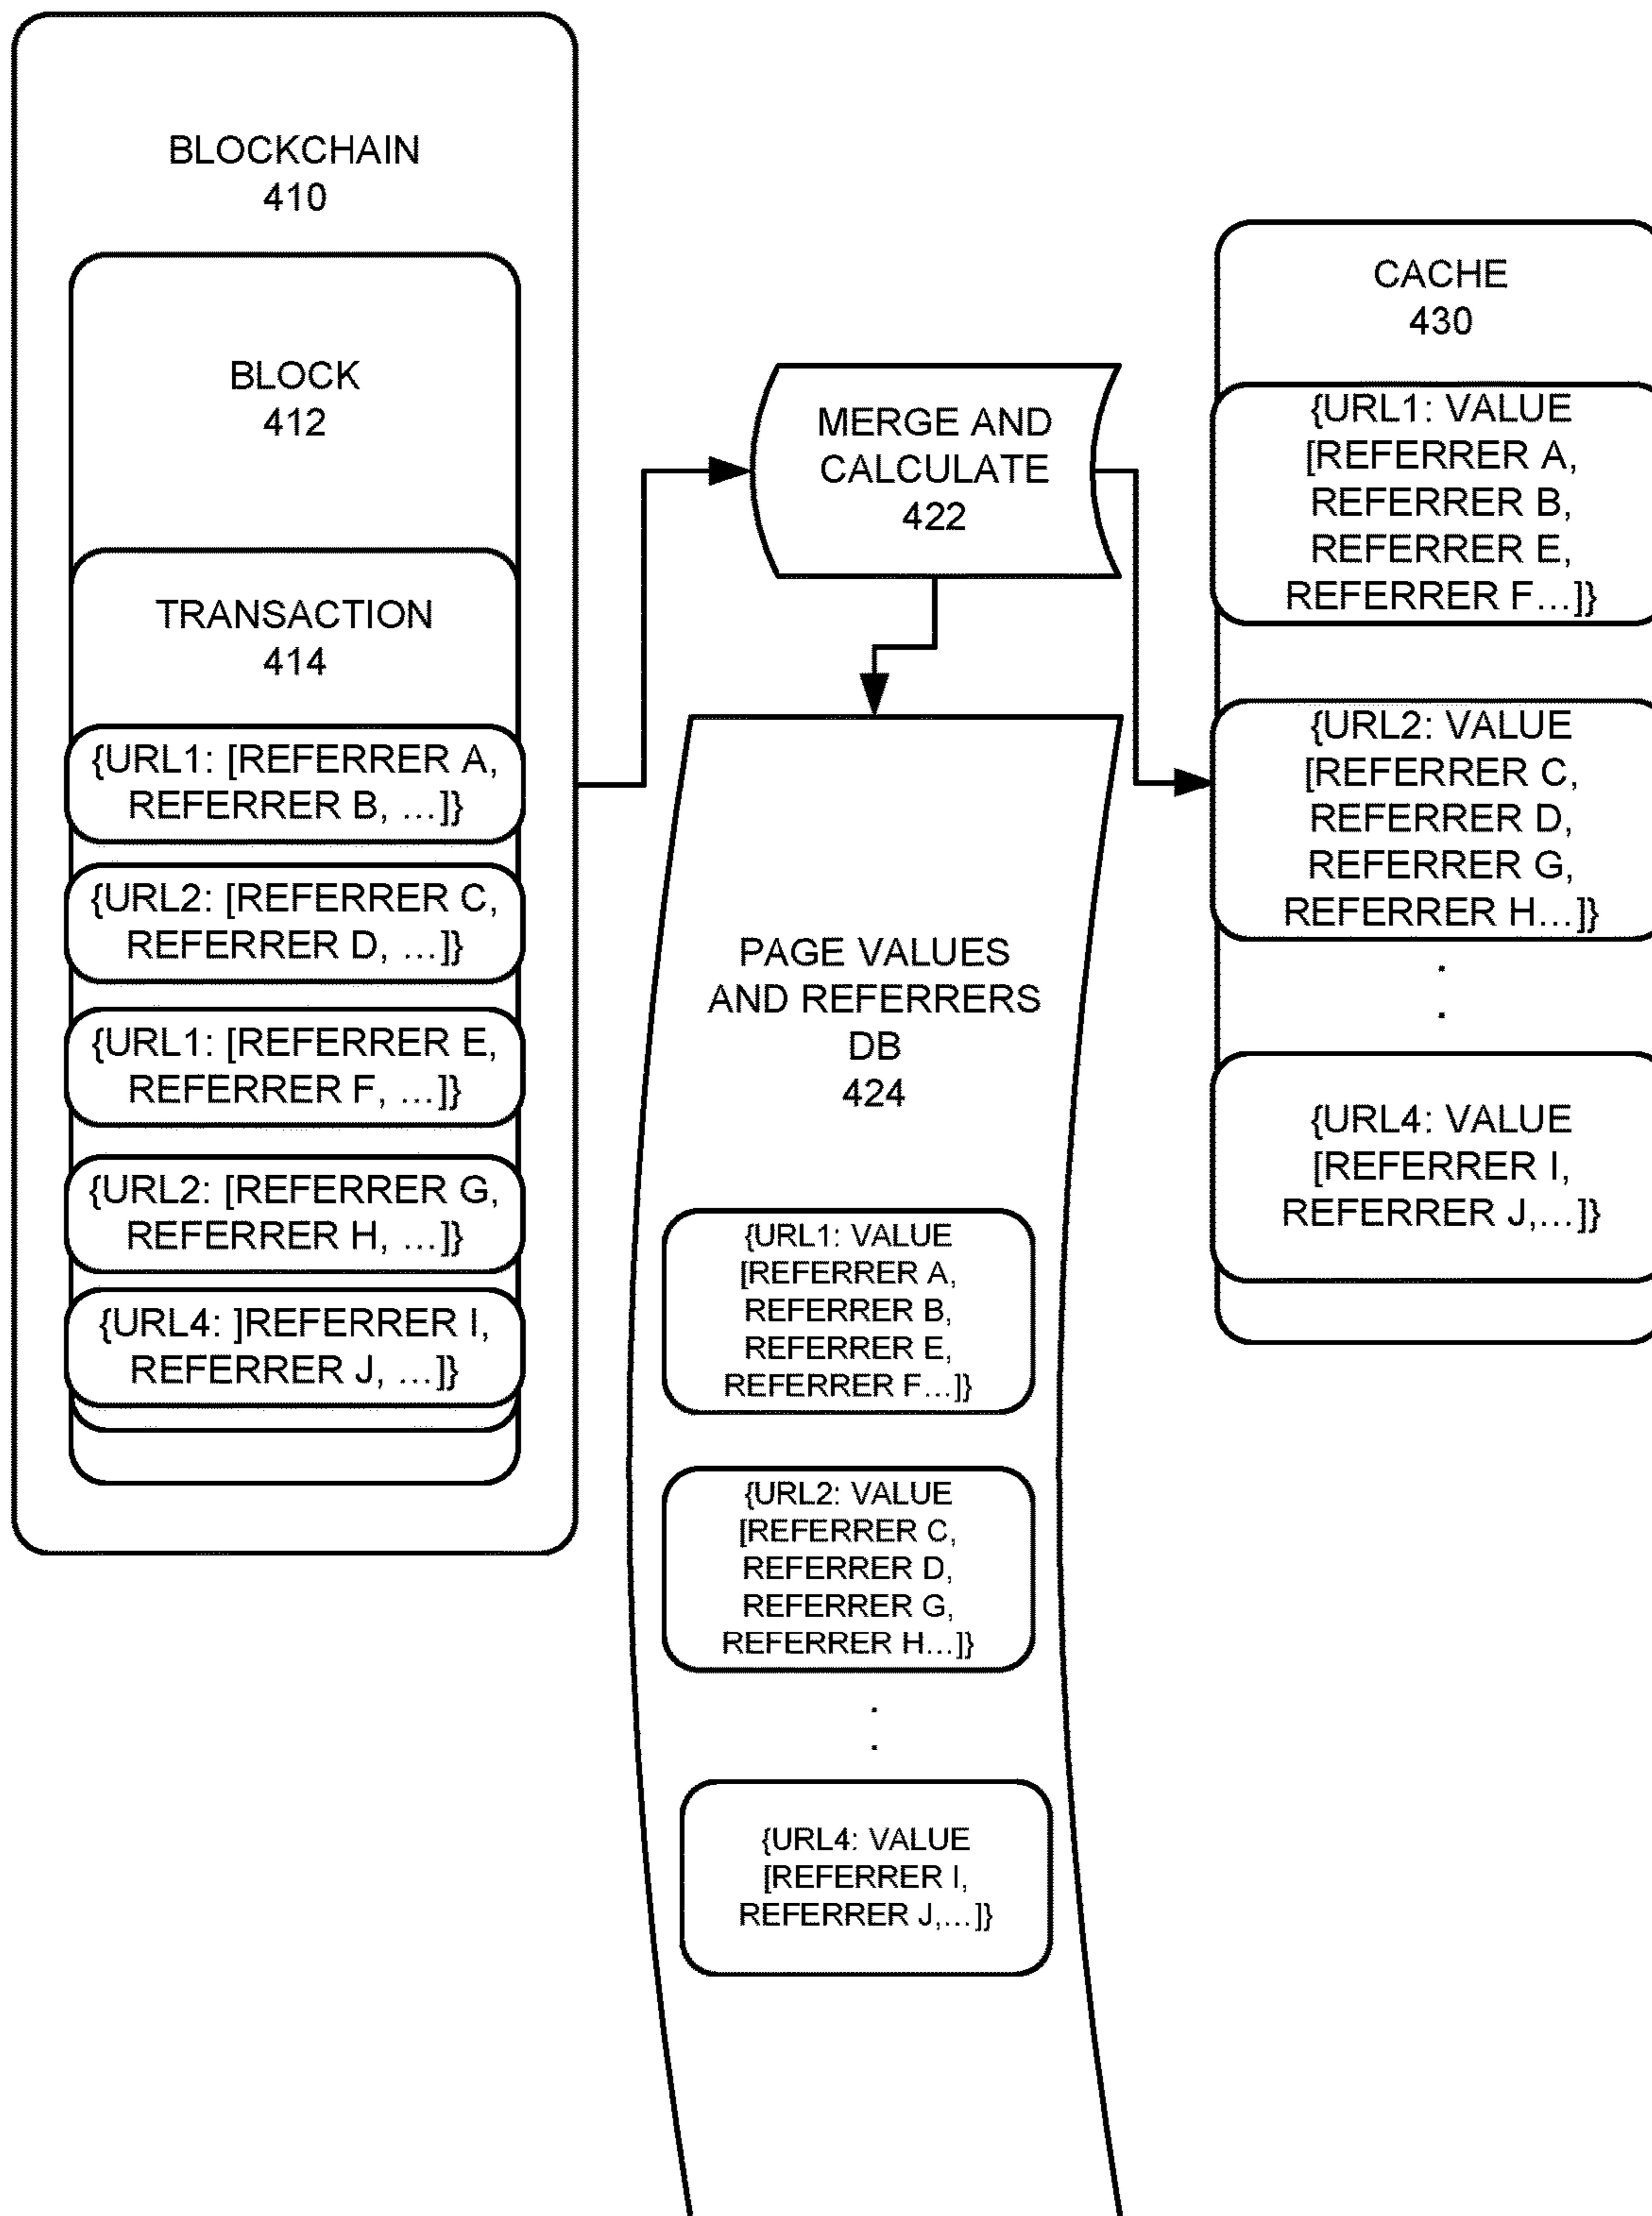 BLOCKCHAIN
410
BLOCK
412
TRANSACTION
414
{URL1: [REFERRER A,
REFERRER B, ...]}
{URL2: [REFERRER C,
REFERRER D, ...]}
{URL1: [REFERRER E,
REFERRER F, ...]}
{URL2: [REFERRER G,
REFERRER H, ...]}
{URL4: ]REFERRER I,
REFERRER J, ...]}
MERGE AND
CALCULATE
422
PAGE VALUES
AND REFERRERS
DB
424
{URL1: VALUE
[REFERRER A,
REFERRER B,
REFERRER E,
REFERRER F...]}
{URL2: VALUE
[REFERRER C,
REFERRER D,
REFERRER G,
REFERRER H...]}
.
.
{URL4: VALUE
[REFERRER I,
REFERRER J,...]}
CACHE
430
{URL1: VALUE
[REFERRER A,
REFERRER B,
REFERRER E,
REFERRER F...]}
{URL2: VALUE
[REFERRER C,
REFERRER D,
REFERRER G,
REFERRER H...]}
.
.
{URL4: VALUE
[REFERRER I,
REFERRER J,...]}